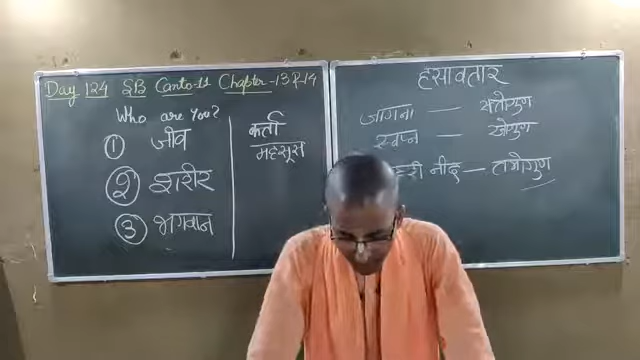 Day 124 SB Canto-11 Chapter-13 & 14
Who are You?
① जीव
② शरीर
③ भगवान
कर्ता
महसूस
हंसावतार
जागना — सतोगुण
स्वप्न — रजोगुण
नींद — तमोगुण